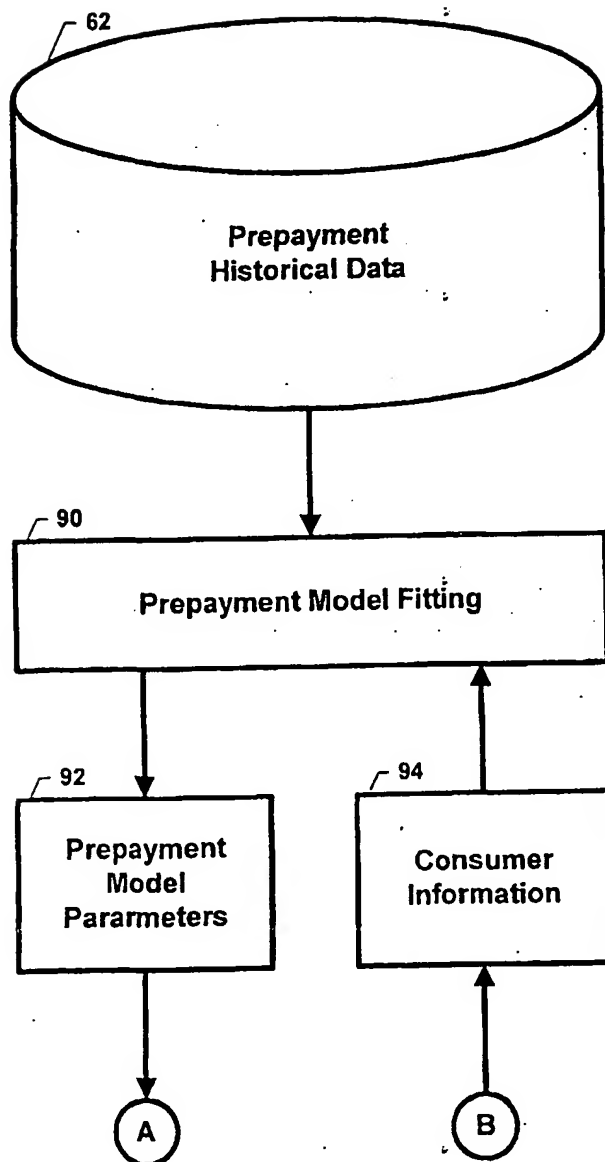 62
Prepayment
Historical Data
90
Prepayment Model Fitting
92
Prepayment
Model
Pararmeters
94
Consumer
Information
A
B